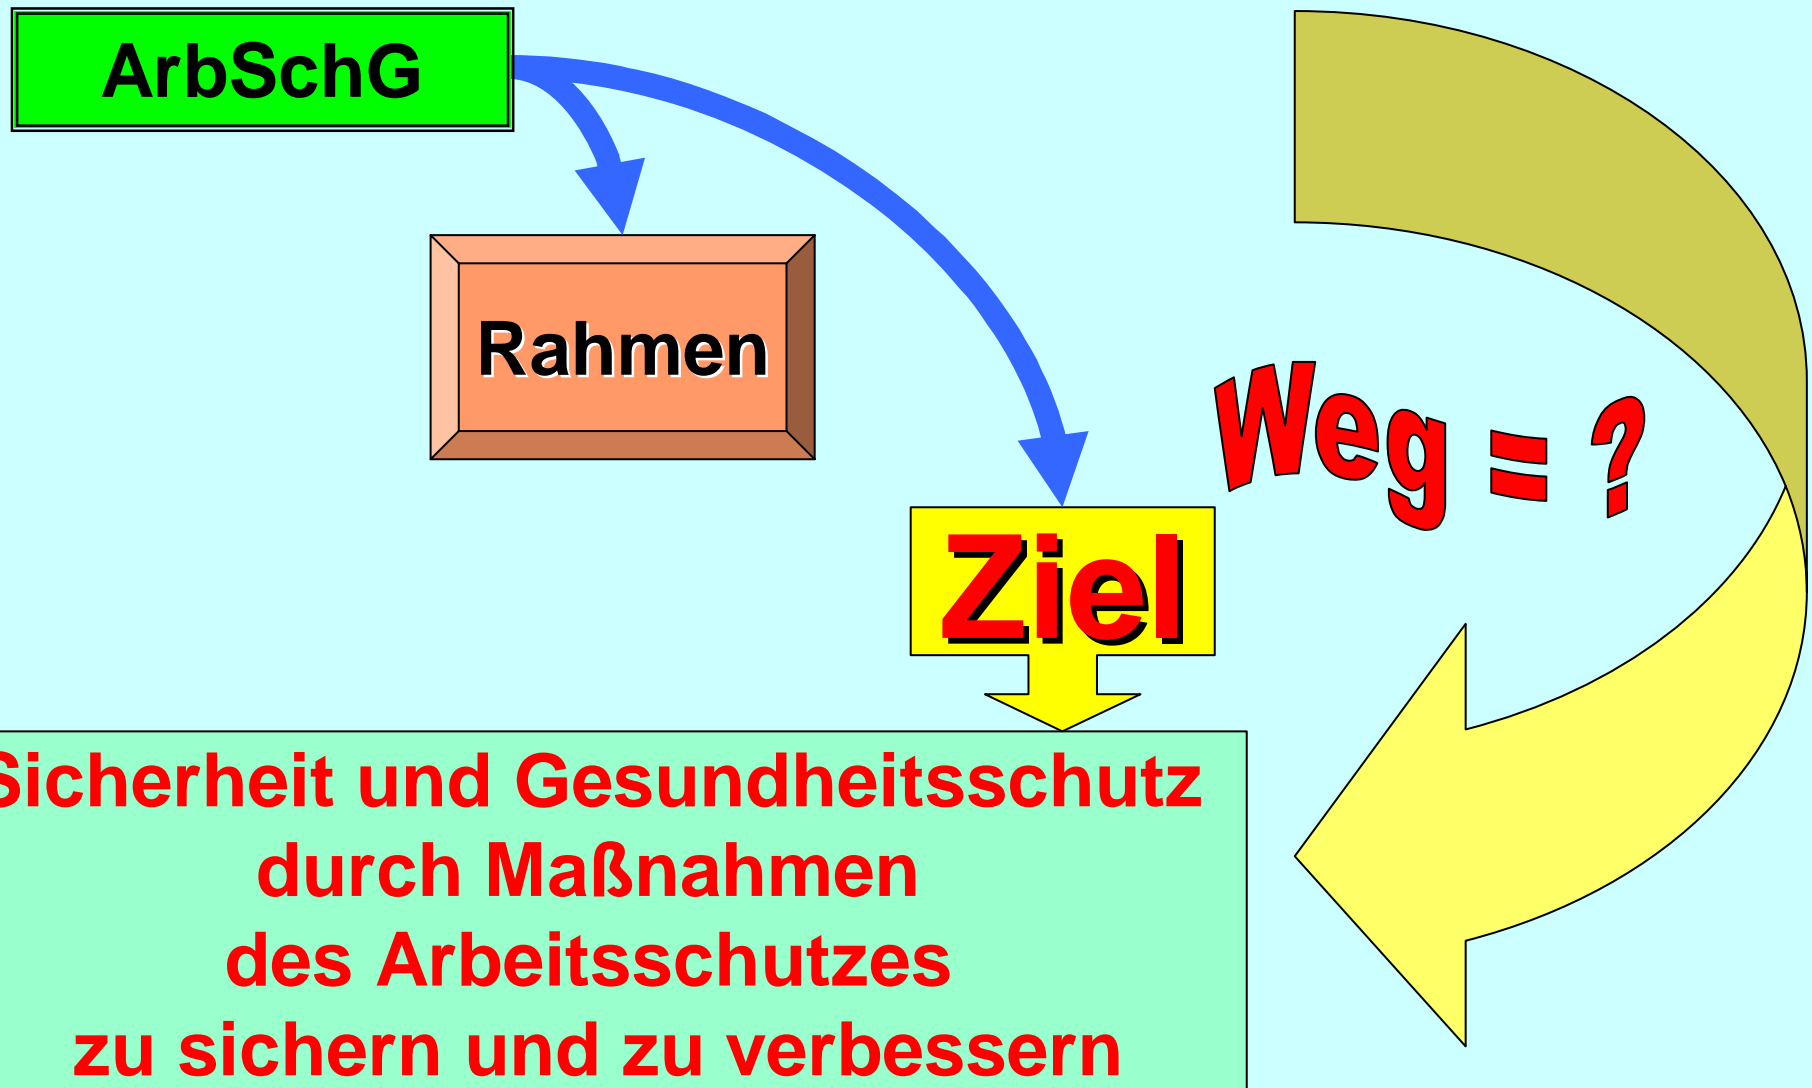 ArbSchG
Rahmen
Weg = ?
Ziel
Sicherheit und Gesundheitsschutz
durch Maßnahmen
des Arbeitsschutzes
zu sichern und zu verbessern